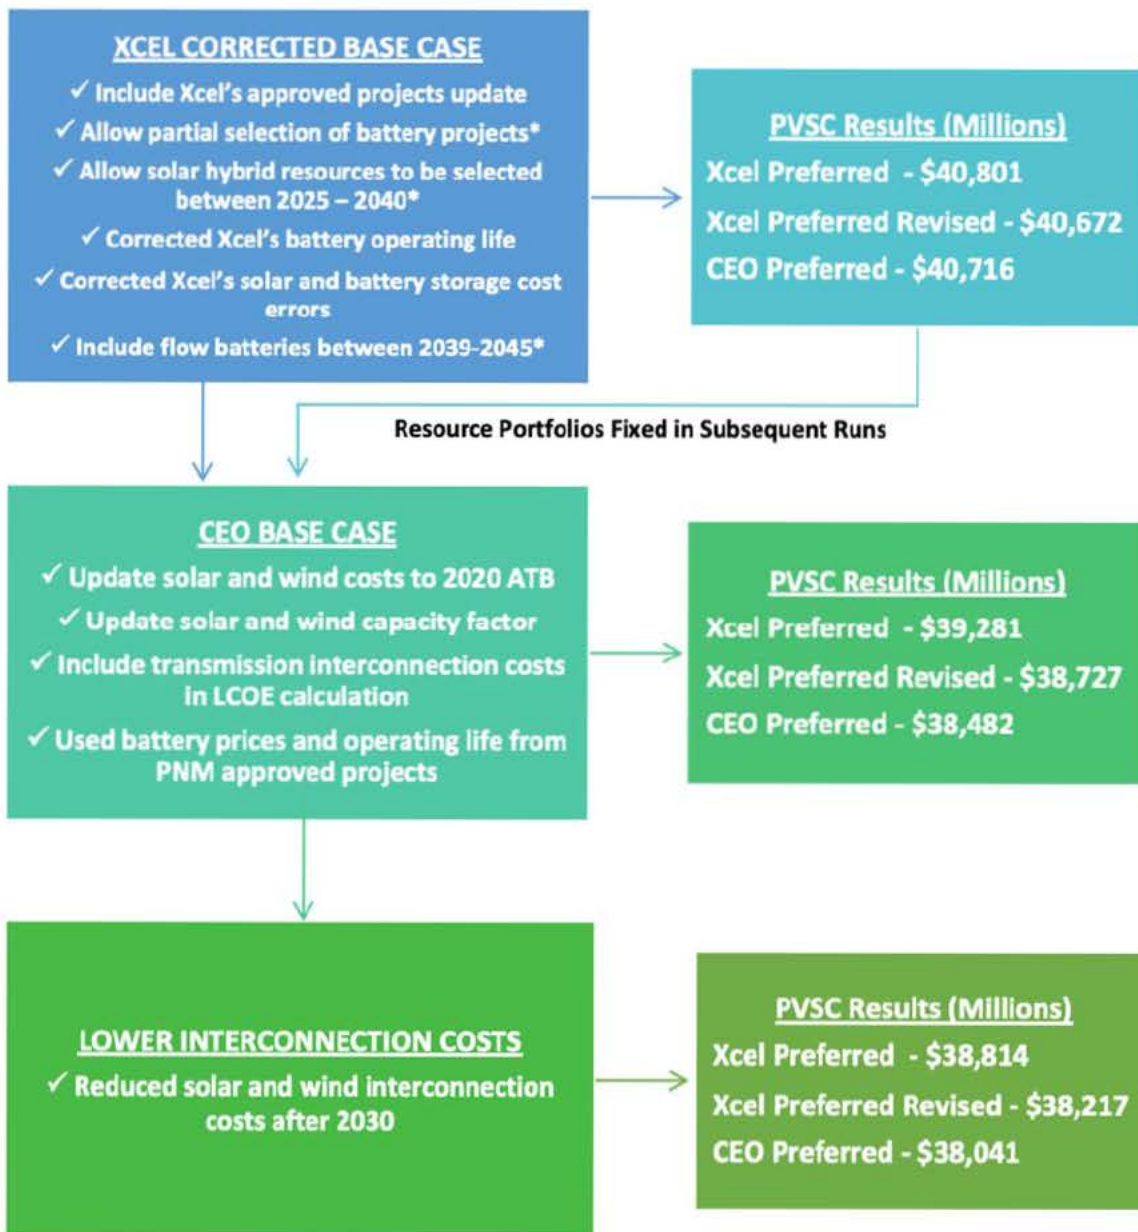 XCEL CORRECTED BASE CASE
✓ Include Xcel's approved projects update
✓ Allow partial selection of battery projects*
✓ Allow solar hybrid resources to be selected
between 2025 – 2040*
✓ Corrected Xcel's battery operating life
✓ Corrected Xcel's solar and battery storage cost
errors
✓ Include flow batteries between 2039-2045*
PVSC Results (Millions)
Xcel Preferred - $40,801
Xcel Preferred Revised - $40,672
CEO Preferred - $40,716
Resource Portfolios Fixed in Subsequent Runs
CEO BASE CASE
✓ Update solar and wind costs to 2020 ATB
✓ Update solar and wind capacity factor
✓ Include transmission interconnection costs
in LCOE calculation
✓ Used battery prices and operating life from
PNM approved projects
PVSC Results (Millions)
Xcel Preferred - $39,281
Xcel Preferred Revised - $38,727
CEO Preferred - $38,482
LOWER INTERCONNECTION COSTS
✓ Reduced solar and wind interconnection
costs after 2030
PVSC Results (Millions)
Xcel Preferred - $38,814
Xcel Preferred Revised - $38,217
CEO Preferred - $38,041